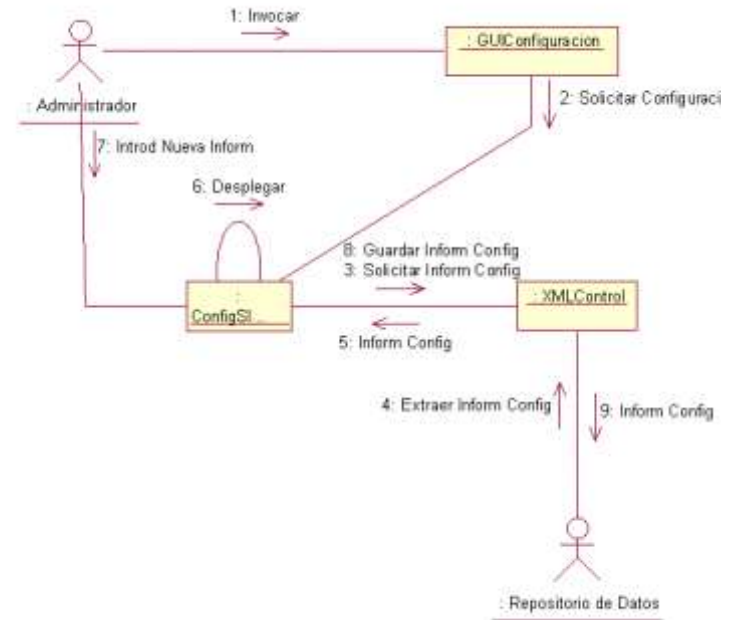 1: Invocar
: GUIConfiguracion
: Administrador
2: Solicitar Configuraci
7: Introd Nueva Inform
6: Desplegar
8: Guardar Inform Config
3: Solicitar Inform Config
:
ConfigSI...
: XMLControl
5: Inform Config
4: Extraer Inform Config
9: Inform Config
: Repositorio de Datos